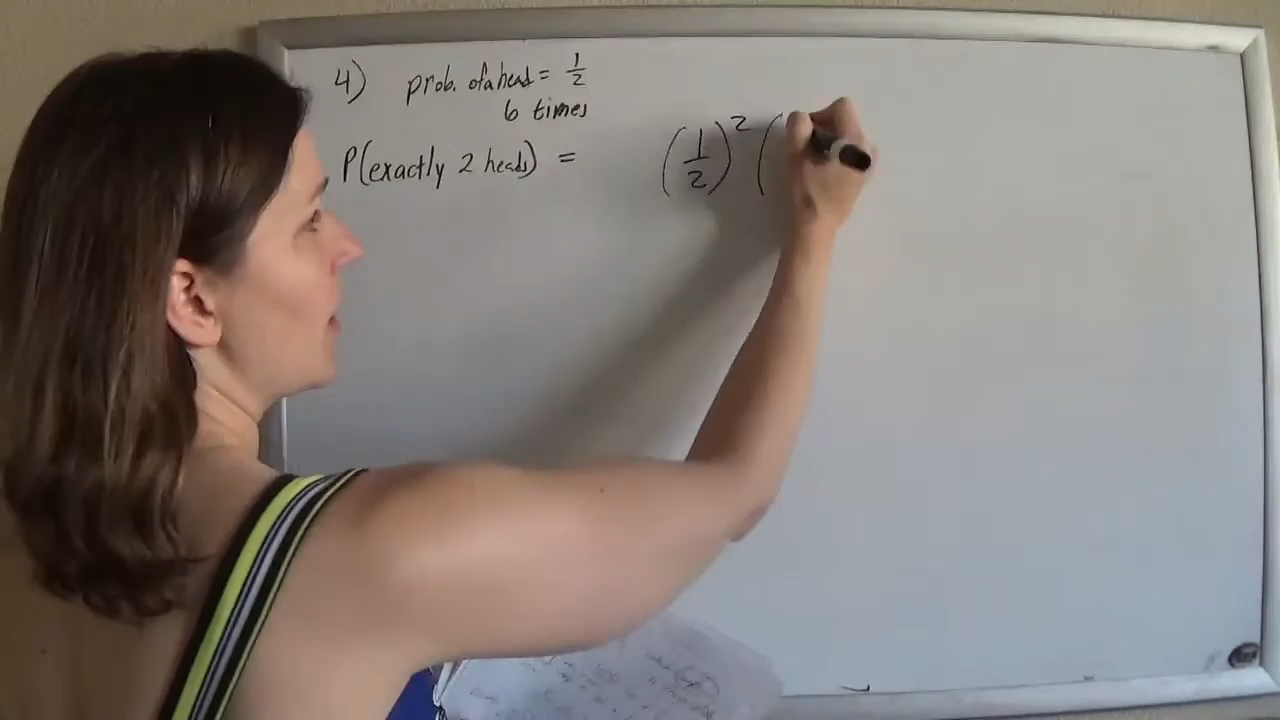 4) prob. of a head = 1/2
6 times
P(exactly 2 heads) = (1/2)^2 (